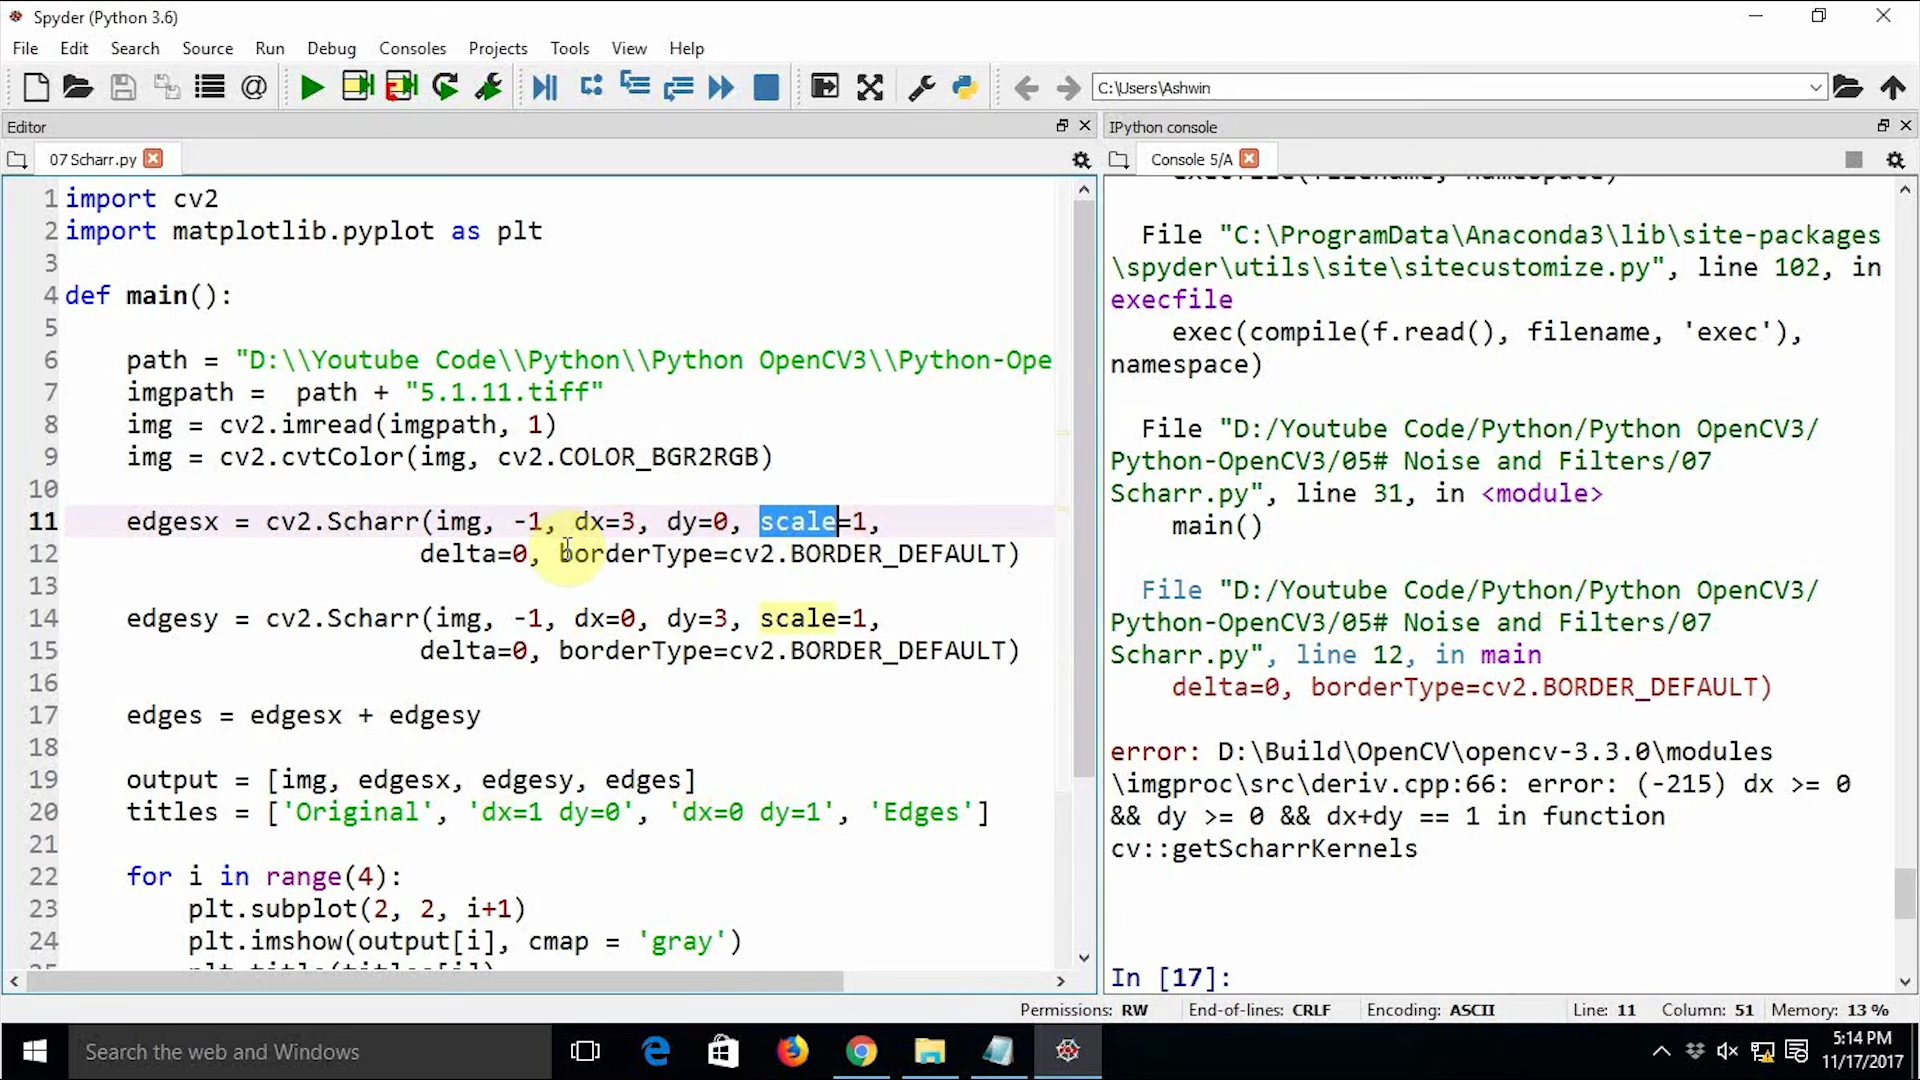 Spyder (Python 3.6)
File Edit Search Source Run Debug Consoles Projects Tools View Help
C:\Users\Ashwin
Editor
07 Scharr.py
1 import cv2
2 import matplotlib.pyplot as plt
3
4 def main():
5
6 path = "D:\\Youtube Code\\Python\\Python OpenCV3\\Python-Ope
7 imgpath =  path + "5.1.11.tiff"
8 img = cv2.imread(imgpath, 1)
9 img = cv2.cvtColor(img, cv2.COLOR_BGR2RGB)
10
11 edgesx = cv2.Scharr(img, -1, dx=3, dy=0, scale=1,
12 delta=0, borderType=cv2.BORDER_DEFAULT)
13
14 edgesy = cv2.Scharr(img, -1, dx=0, dy=3, scale=1,
15 delta=0, borderType=cv2.BORDER_DEFAULT)
16
17 edges = edgesx + edgesy
18
19 output = [img, edgesx, edgesy, edges]
20 titles = ['Original', 'dx=1 dy=0', 'dx=0 dy=1', 'Edges']
21
22 for i in range(4):
23 plt.subplot(2, 2, i+1)
24 plt.imshow(output[i], cmap = 'gray')
25 plt.title(titles[i])
IPython console
Console 5/A
execfile(filename, namespace)
File "C:\ProgramData\Anaconda3\lib\site-packages
\spyder\utils\site\sitecustomize.py", line 102, in
execfile
exec(compile(f.read(), filename, 'exec'),
namespace)
File "D:/Youtube Code/Python/Python OpenCV3/
Python-OpenCV3/05# Noise and Filters/07
Scharr.py", line 31, in <module>
main()
File "D:/Youtube Code/Python/Python OpenCV3/
Python-OpenCV3/05# Noise and Filters/07
Scharr.py", line 12, in main
delta=0, borderType=cv2.BORDER_DEFAULT)
error: D:\Build\OpenCV\opencv-3.3.0\modules
\imgproc\src\deriv.cpp:66: error: (-215) dx >= 0
&& dy >= 0 && dx+dy == 1 in function
cv::getScharrKernels
In [17]:
Permissions: RW End-of-lines: CRLF Encoding: ASCII Line: 11 Column: 51 Memory: 13 %
Search the web and Windows
5:14 PM
11/17/2017